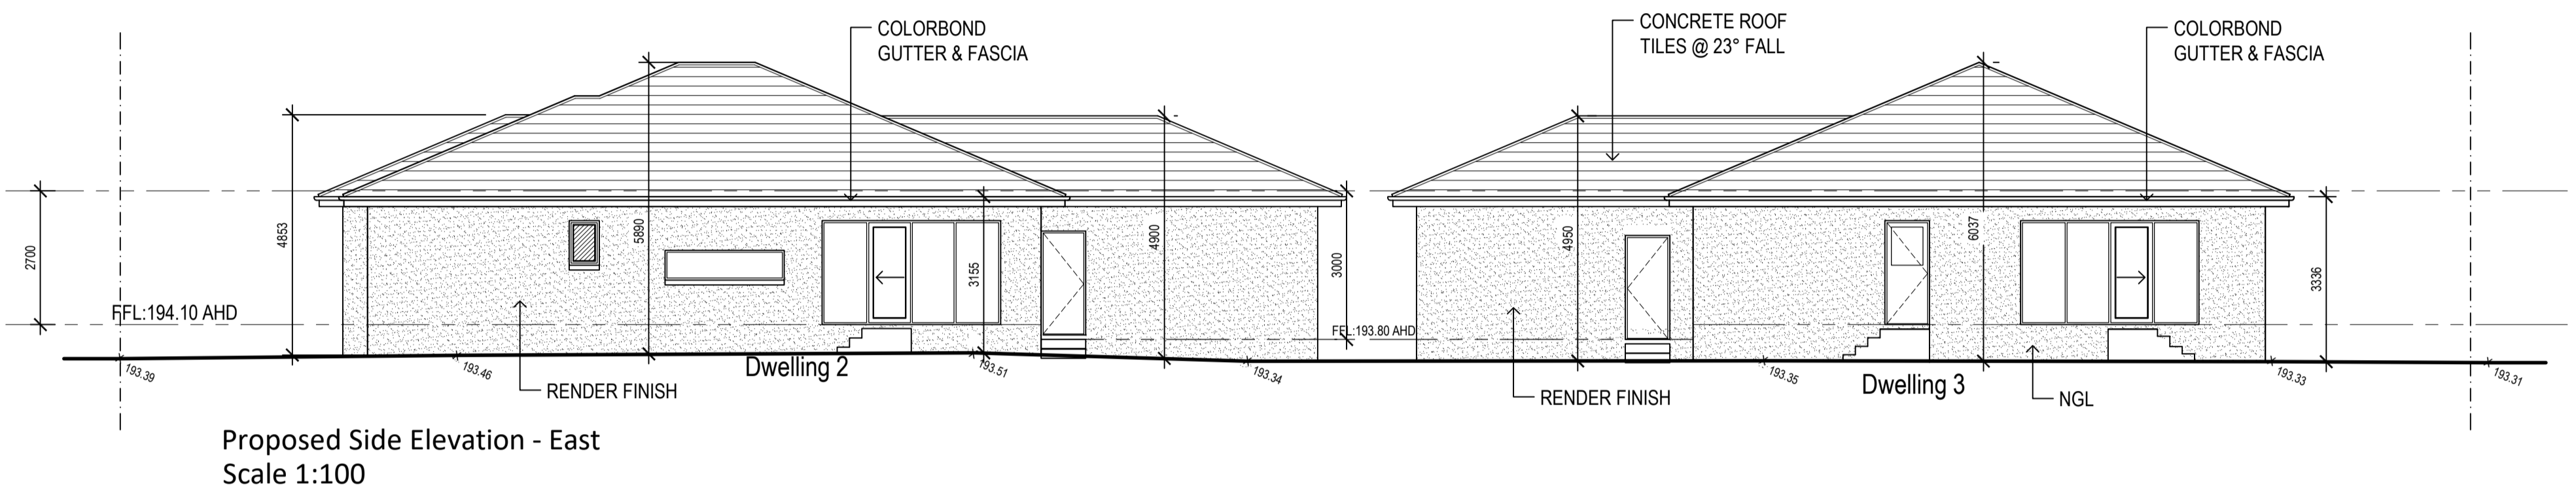 COLORBOND
GUTTER & FASCIA
CONCRETE ROOF
TILES @ 23° FALL
COLORBOND
GUTTER & FASCIA
2700
4853
5890
3155
4900
3000
4950
6037
3336
FFL:194.10 AHD
FFL:193.80 AHD
193.39
193.46
Dwelling 2
193.51
193.34
193.35
Dwelling 3
193.33
193.31
RENDER FINISH
RENDER FINISH
NGL
Proposed Side Elevation - East
Scale 1:100